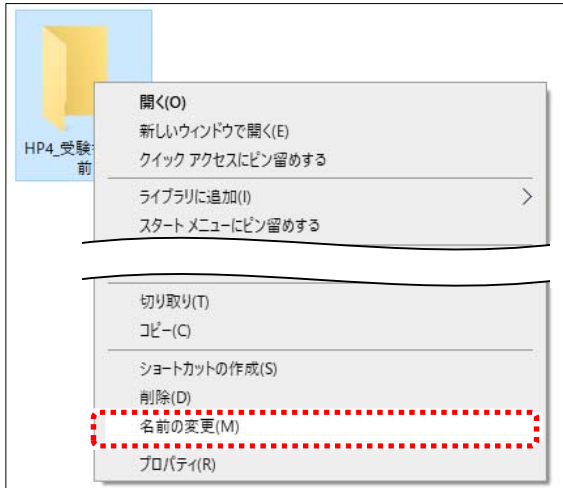 HP4_受験
前
開く(O)
新しいウィンドウで開く(E)
クイック アクセスにピン留めする
ライブラリに追加(I)
スタート メニューにピン留めする
切り取り(T)
コピー(C)
ショートカットの作成(S)
削除(D)
名前の変更(M)
プロパティ(R)